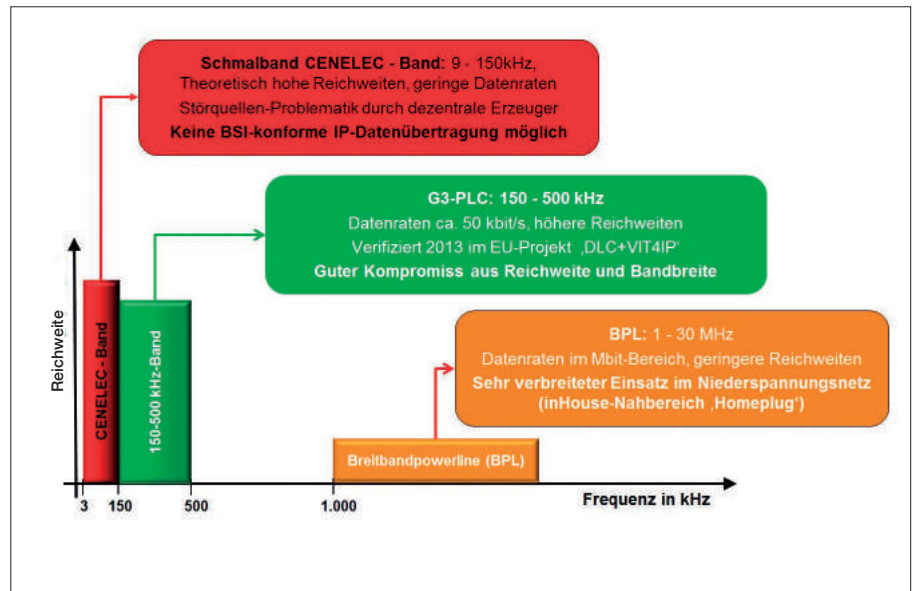 Schmalband CENELEC - Band: 9 - 150kHz,
Theoretisch hohe Reichweiten, geringe Datenraten
Störquellen-Problematik durch dezentrale Erzeuger
Keine BSI-konforme IP-Datenübertragung möglich
G3-PLC: 150 - 500 kHz
Datenraten ca. 50 kbit/s, höhere Reichweiten
Verifiziert 2013 im EU-Projekt ‚DLC+VIT4IP‘
Guter Kompromiss aus Reichweite und Bandbreite
BPL: 1 - 30 MHz
Datenraten im Mbit-Bereich, geringere Reichweiten
Sehr verbreiteter Einsatz im Niederspannungsnetz
(inHouse-Nahbereich ‚Homeplug‘)
Reichweite
CENELEC - Band
150-500 kHz-Band
Breitbandpowerline (BPL)
3 150 500 1.000
Frequenz in kHz